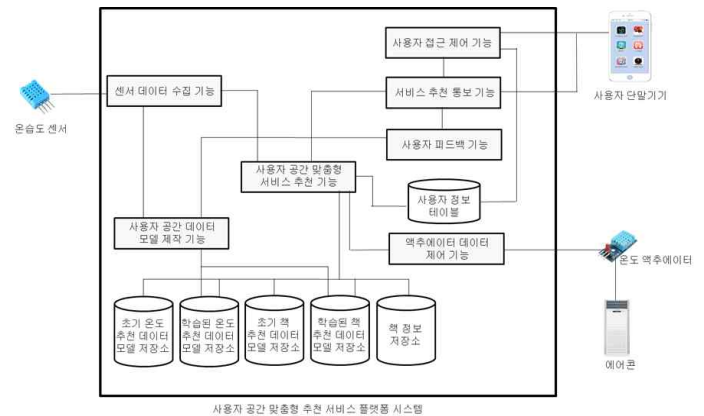 사용자 접근 제어 기능
센서 데이터 수집 기능
서비스 추천 통보 기능
사용자 단말기기
온습도 센서
사용자 피드백 기능
사용자 공간 맞춤형
서비스 추천 기능
사용자 정보
테이블
사용자 공간 데이터
모델 제작 기능
액추에이터 데이터
제어 기능
온도 액추에이터
초기 온도
추천 데이터
모델 저장소
학습된 온도
추천 데이터
모델 저장소
초기 책
추천 데이터
모델 저장소
학습된 책
추천 데이터
모델 저장소
책 정보
저장소
에어콘
사용자 공간 맞춤형 추천 서비스 플랫폼 시스템